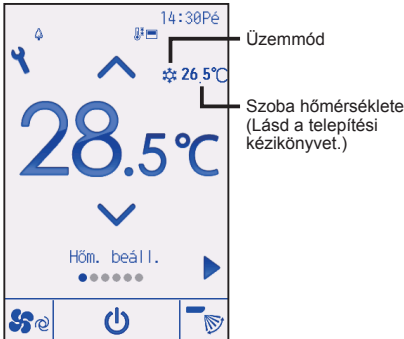 14:30Pé
Üzemmód
26.5°C
Szoba hőmérséklete
(Lásd a telepítési
kézikönyvet.)
28.5°C
Hőm. beáll.